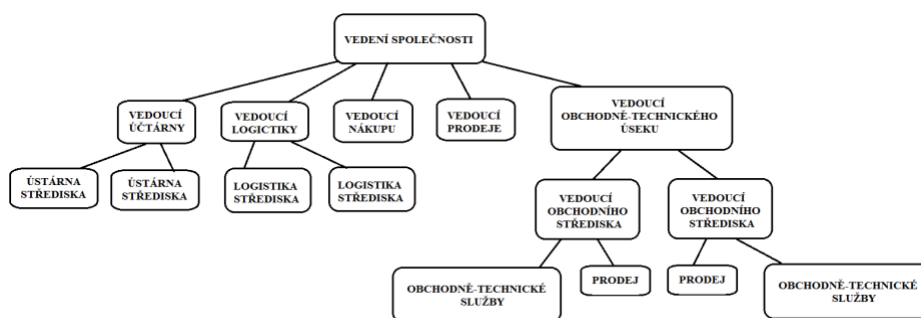 VEDENÍ SPOLEČNOSTI
VEDOUCÍ
ÚČTÁRNY
VEDOUCÍ
LOGICTIKY
VEDOUCÍ
NÁKUPU
VEDOUCÍ
PRODEJE
VEDOUCÍ
OBCHODNĚ-TECHNICKÉHO
ÚSEKU
ÚSTÁRNA
STŘEDISKA
ÚSTÁRNA
STŘEDISKA
LOGISTIKA
STŘEDISKA
LOGISTIKA
STŘEDISKA
VEDOUCÍ
OBCHODNÍHO
STŘEDISKA
VEDOUCÍ
OBCHODNÍHO
STŘEDISKA
OBCHODNĚ-TECHNICKÉ
SLUŽBY
PRODEJ
PRODEJ
OBCHODNĚ-TECHNICKÉ
SLUŽBY